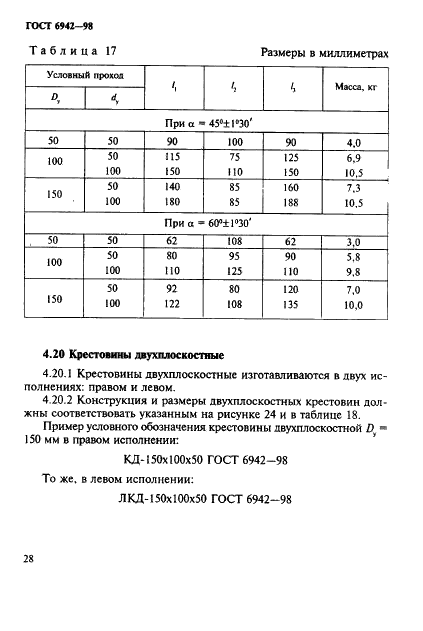 ГОСТ 6942—98
Таблица 17 Размеры в миллиметрах
Условный проход l₁ l₂ l₃ Масса, кг
Dу dу
При α = 45°±1°30′
50 50 90 100 90 4,0
100 50 115 75 125 6,9
100 150 110 150 10,5
150 50 140 85 160 7,3
100 180 85 188 10,5
При α = 60°±1°30′
50 50 62 108 62 3,0
100 50 80 95 90 5,8
100 110 125 110 9,8
150 50 92 80 120 7,0
100 122 108 135 10,0
4.20 Крестовины двухплоскостные
4.20.1 Крестовины двухплоскостные изготавливаются в двух ис-
полнениях: правом и левом.
4.20.2 Конструкция и размеры двухплоскостных крестовин дол-
жны соответствовать указанным на рисунке 24 и в таблице 18.
Пример условного обозначения крестовины двухплоскостной Dу =
150 мм в правом исполнении:
КД-150х100х50 ГОСТ 6942—98
То же, в левом исполнении:
ЛКД-150х100х50 ГОСТ 6942—98
28